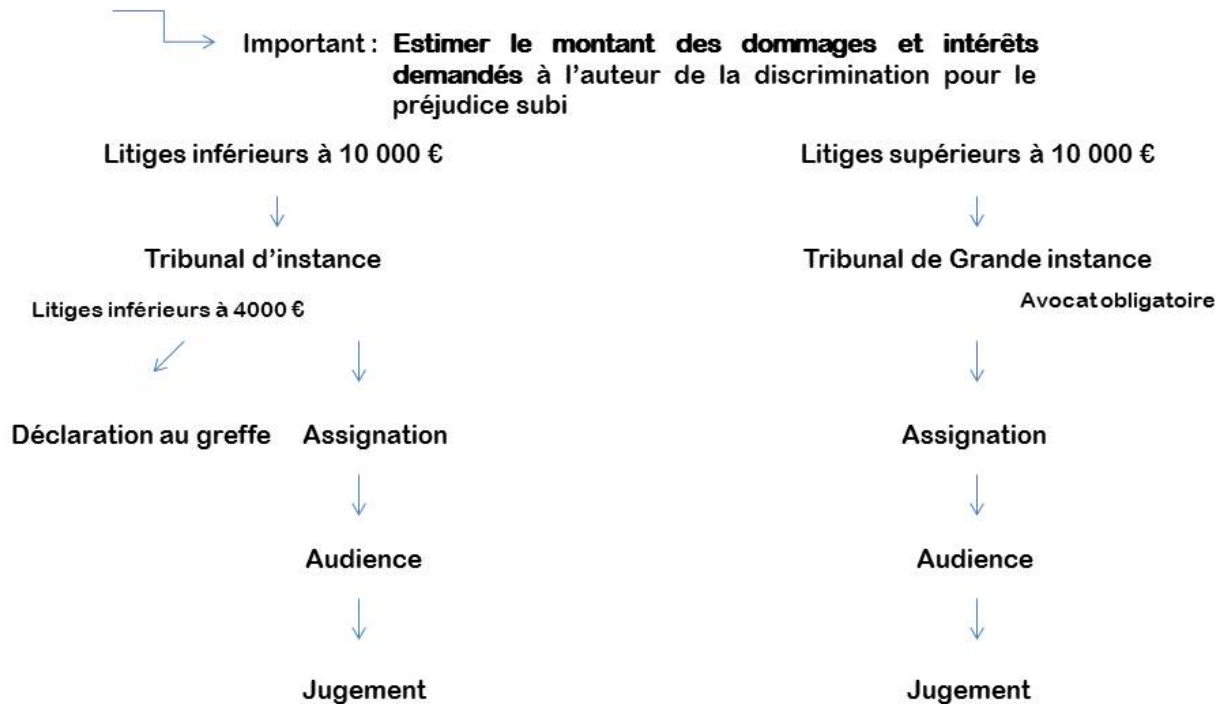 Important : Estimer le montant des dommages et intérêts
demandés à l'auteur de la discrimination pour le
préjudice subi
Litiges inférieurs à 10 000 €
Litiges supérieurs à 10 000 €
Tribunal d'instance
Tribunal de Grande instance
Litiges inférieurs à 4000 €
Avocat obligatoire
Déclaration au greffe
Assignation
Assignation
Audience
Audience
Jugement
Jugement